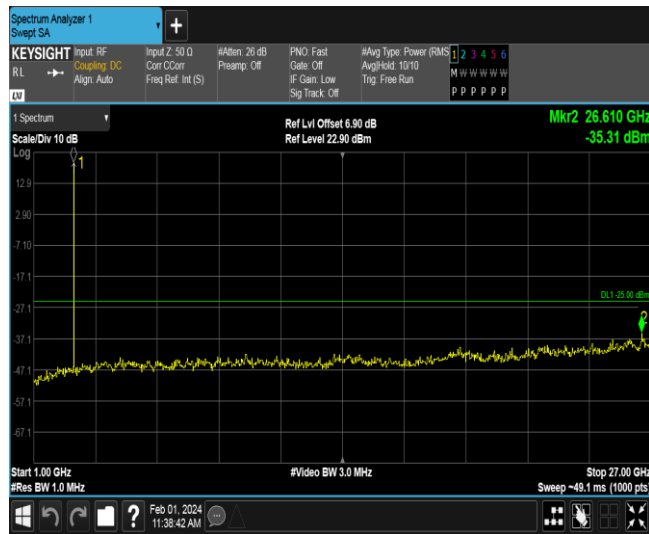 Spectrum Analyzer 1
Swept SA
+
KEYSIGHT
RL
LXI
Input: RF
Coupling: DC
Align: Auto
Input Z: 50 Ω
Corr CCorr
Freq Ref: Int (S)
#Atten: 26 dB
Preamp: Off
PNO: Fast
Gate: Off
IF Gain: Low
Sig Track: Off
#Avg Type: Power (RMS
Avg|Hold: 10/10
Trig: Free Run
1 2 3 4 5 6
M W W W W W
P P P P P P
1 Spectrum
Scale/Div 10 dB
Log
Ref Lvl Offset 6.90 dB
Ref Level 22.90 dBm
Mkr2 26.610 GHz
-35.31 dBm
1
12.9
2.90
-7.10
-17.1
DL1 -25.00 dBm
-27.1
2
-37.1
-47.1
-57.1
-67.1
Start 1.00 GHz
#Res BW 1.0 MHz
#Video BW 3.0 MHz
Stop 27.00 GHz
Sweep ~49.1 ms (1000 pts)
?
Feb 01, 2024
11:38:42 AM